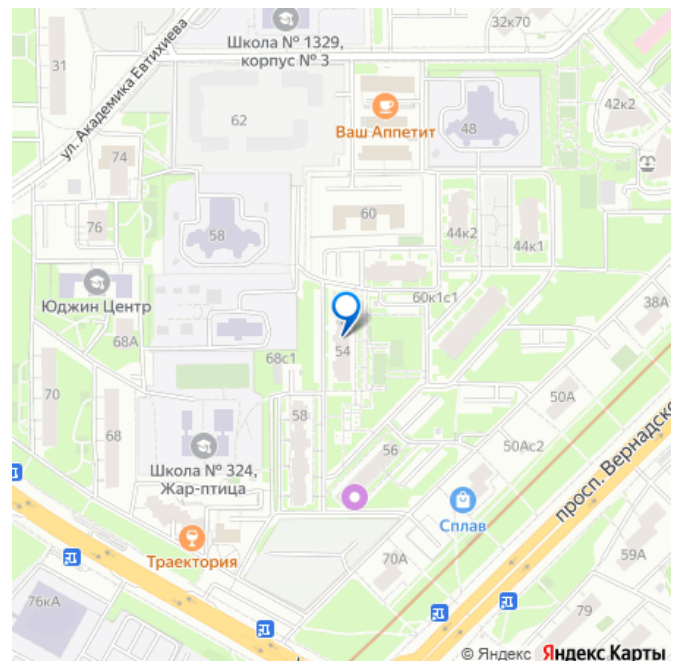 32к70
Школа № 1329,
корпус № 3
31
ул. Академика Евтихиева
42к2
62
Ваш Аппетит
48
74
60
76
58
44к2
44к1
Юджин Центр
60к1с1
38А
68А
54
68с1
70
50А
58
68
56
50Ас2
просп. Вернадско
Школа № 324,
Жар-птица
Сплав
Траектория
70А
59А
76кА
79
© Яндекс Яндекс Карты